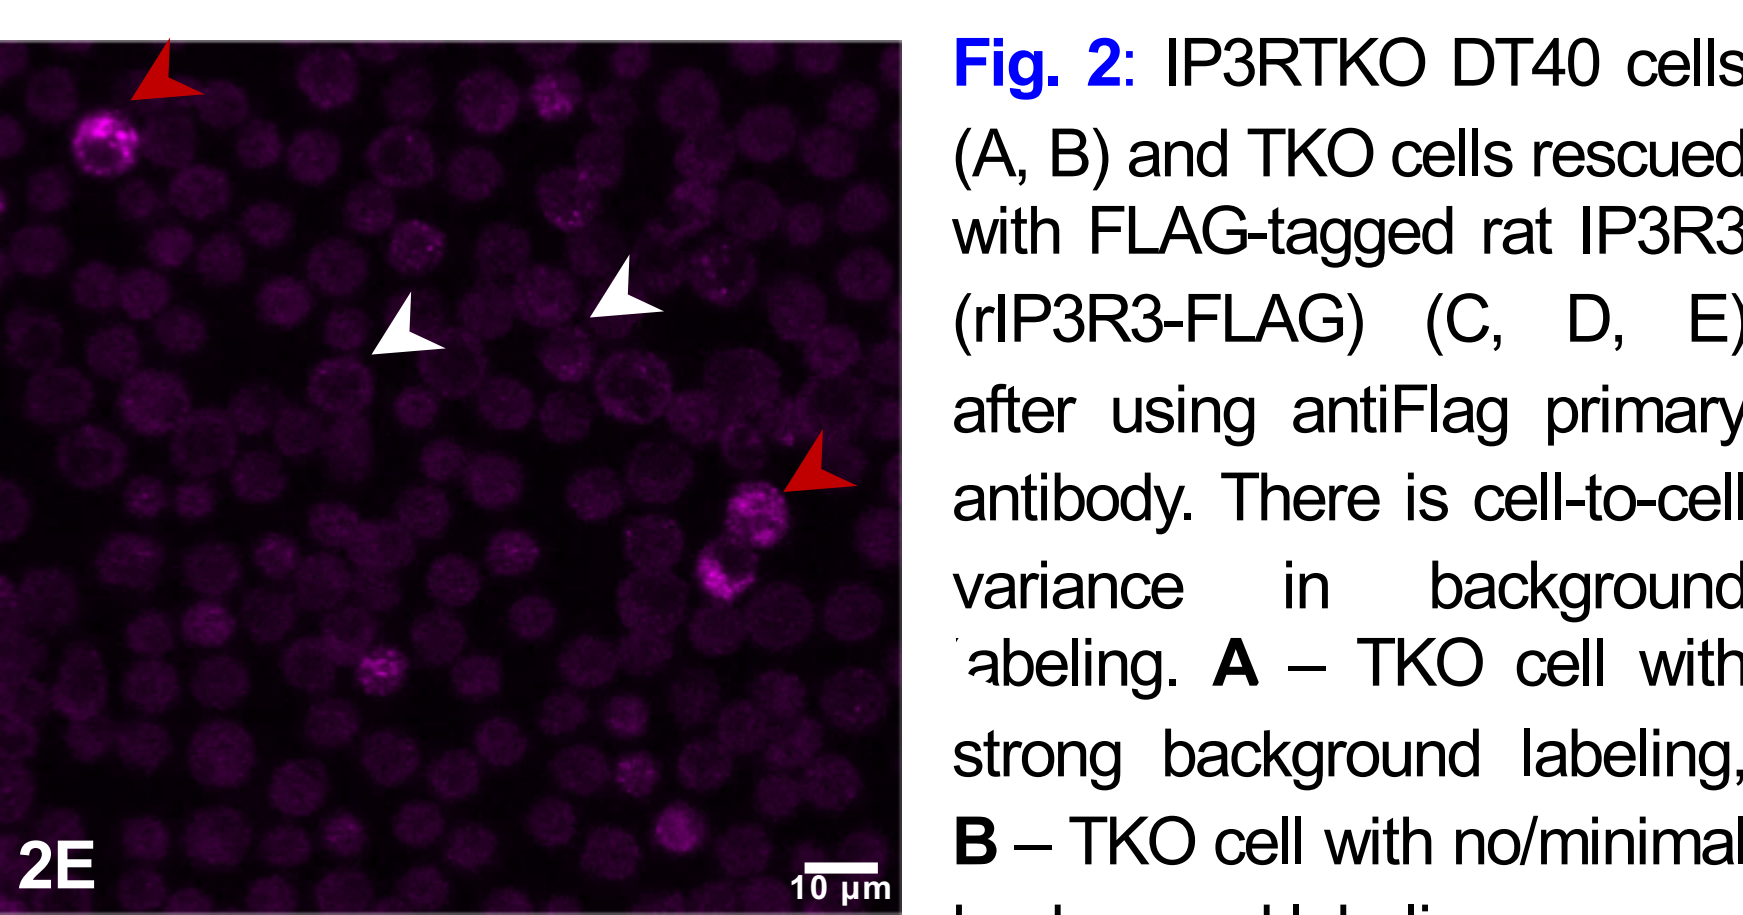 2E
10 µm
Fig. 2: IP3RTKO DT40 cells
(A, B) and TKO cells rescued
with FLAG-tagged rat IP3R3
(rIP3R3-FLAG) (C, D, E)
after using antiFlag primary
antibody. There is cell-to-cell
variance in background
labeling. A – TKO cell with
strong background labeling,
B – TKO cell with no/minimal